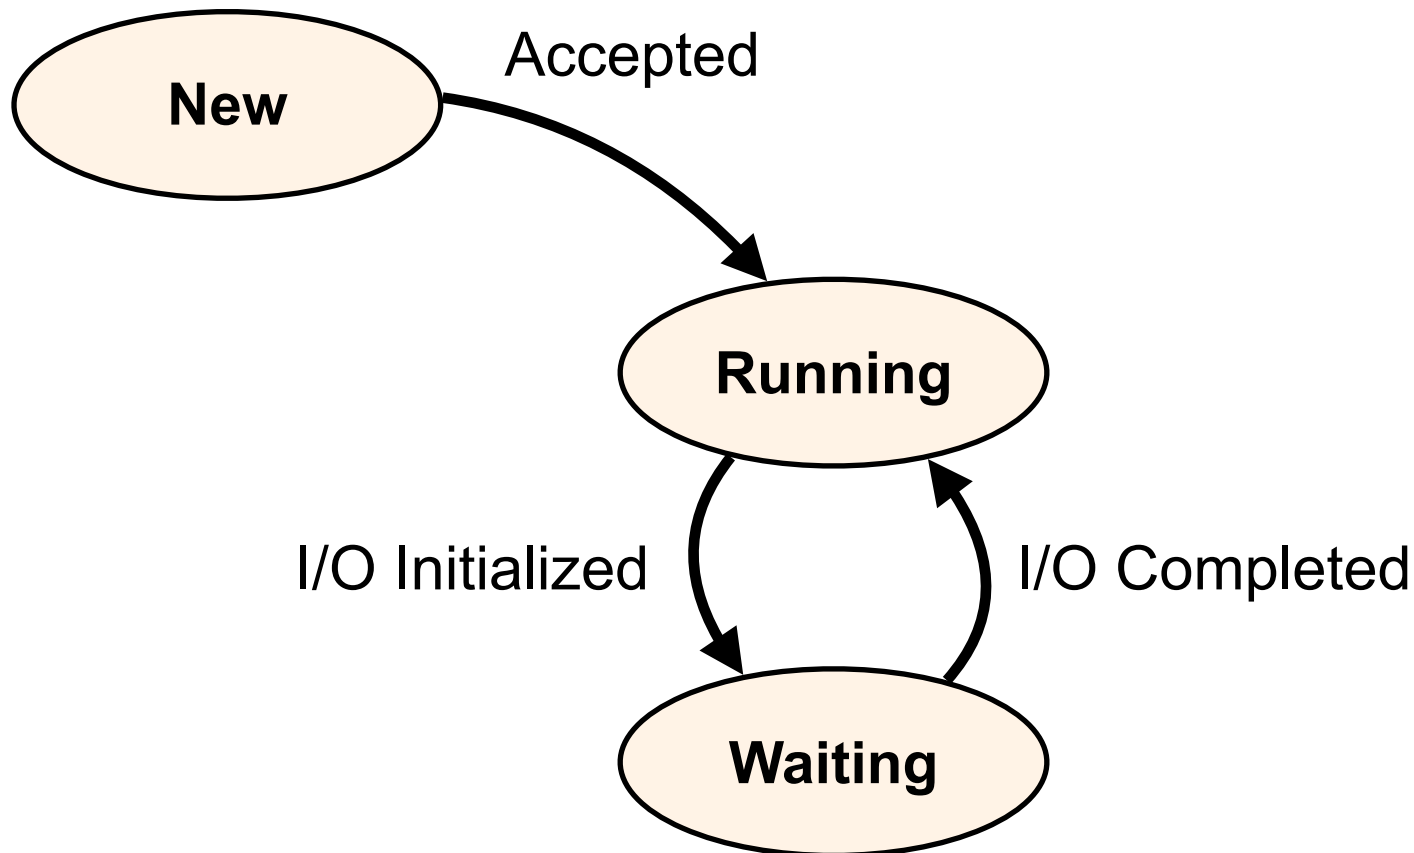 Accepted
New
Running
I/O Initialized
I/O Completed
Waiting